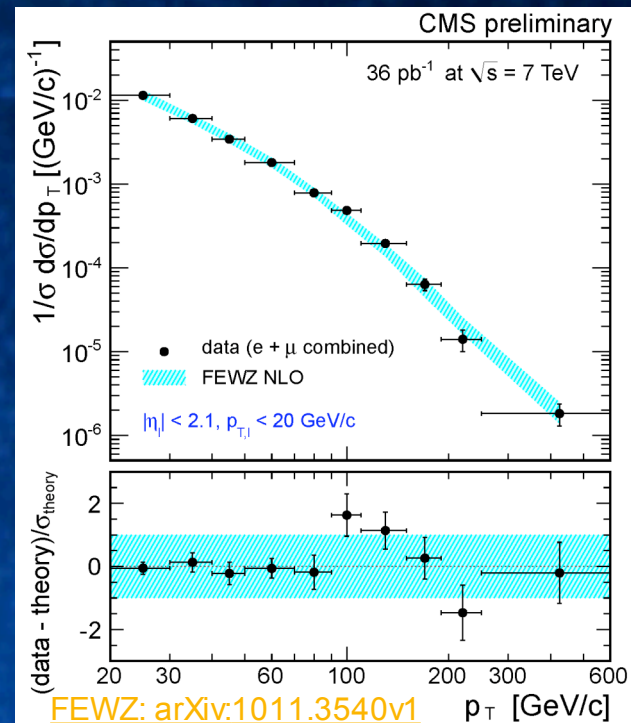 CMS preliminary
36 pb⁻¹ at √s = 7 TeV
1/σ dσ/dp_T [(GeV/c)⁻¹]
10⁻²
10⁻³
10⁻⁴
10⁻⁵
10⁻⁶
data (e + μ combined)
FEWZ NLO
|η_l| < 2.1, p_T,l < 20 GeV/c
(data - theory)/σ_theory
2
0
-2
20 30 60 100 200 300 600
p_T [GeV/c]
FEWZ: arXiv:1011.3540v1